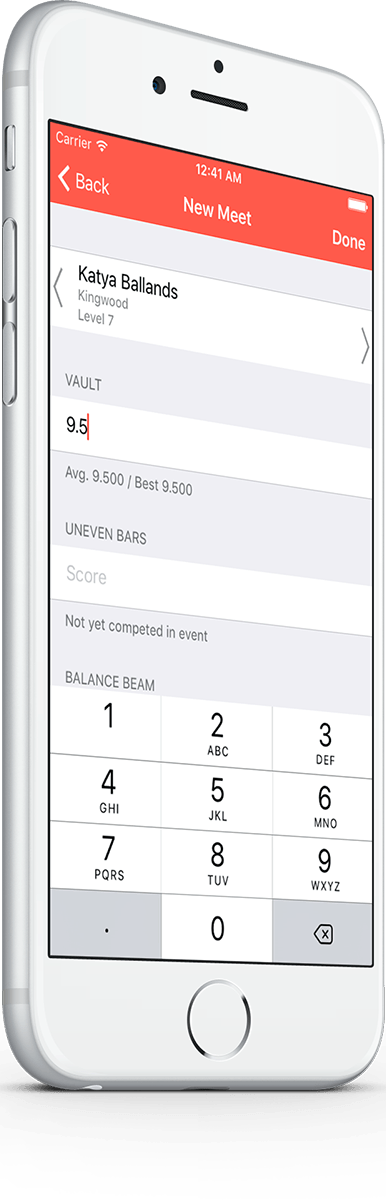 Carrier
12:41 AM
Back
New Meet
Done
Katya Ballands
Kingwood
Level 7
VAULT
9.5
Avg. 9.500 / Best 9.500
UNEVEN BARS
Score
Not yet competed in event
BALANCE BEAM
1 2 3
ABC DEF
4 5 6
GHI JKL MNO
7 8 9
PQRS TUV WXYZ
. 0